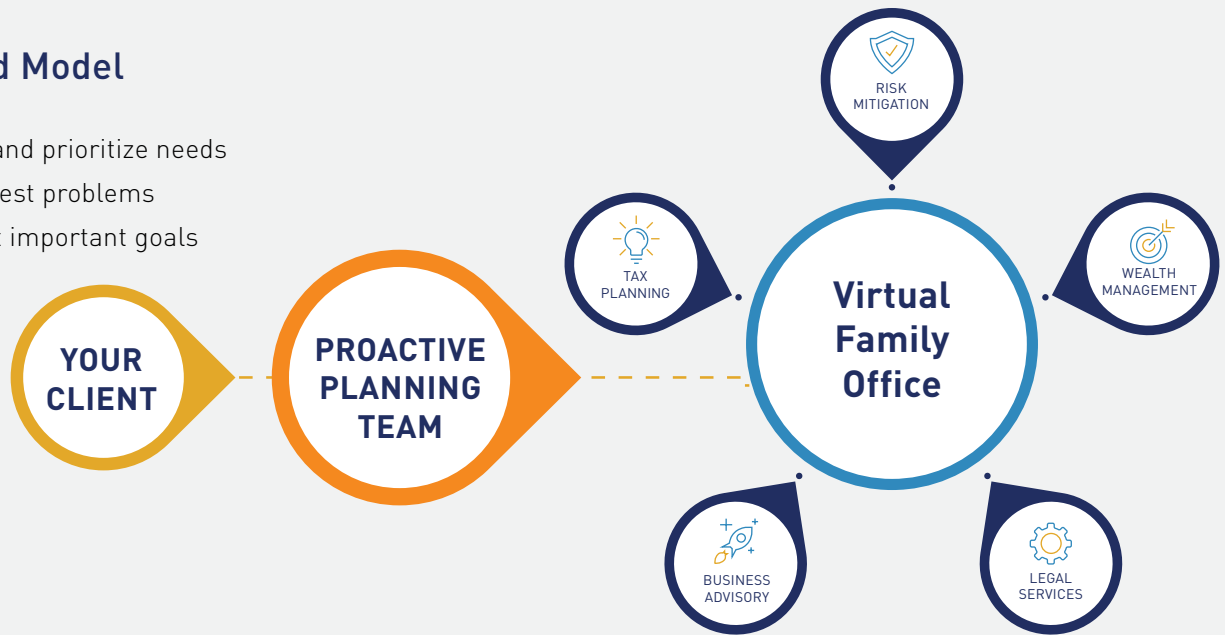 d Model
and prioritize needs
est problems
t important goals
YOUR
CLIENT
PROACTIVE
PLANNING
TEAM
Virtual
Family
Office
RISK
MITIGATION
TAX
PLANNING
WEALTH
MANAGEMENT
BUSINESS
ADVISORY
LEGAL
SERVICES